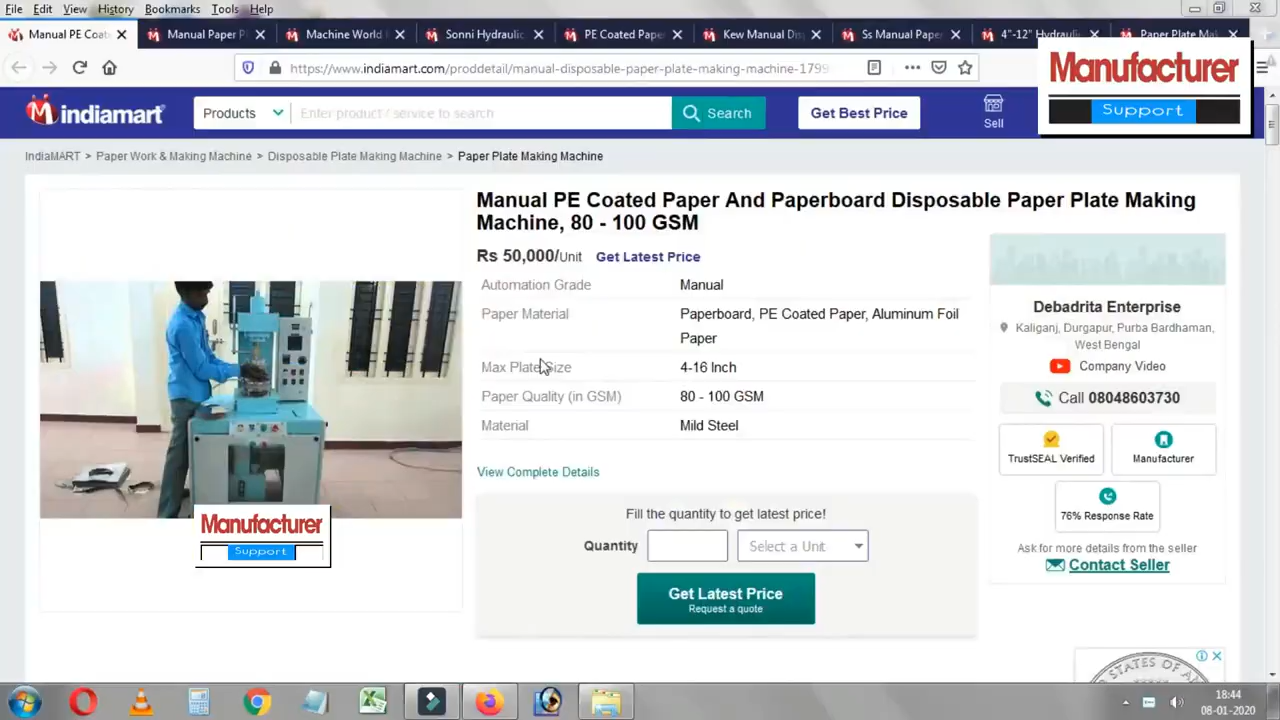 File Edit View History Bookmarks Tools Help
Manual PE Coat
Manual Paper P
Machine World
Sonni Hydraulic
PE Coated Pape
Kew Manual Dis
Ss Manual Paper
4"-12" Hydrauli
Paper Plate Mak
https://www.indiamart.com/proddetail/manual-disposable-paper-plate-making-machine-1799
Manufacturer
Support
indiamart
Products
Enter product / service to search
Search
Get Best Price
Sell
IndiaMART > Paper Work & Making Machine > Disposable Plate Making Machine > Paper Plate Making Machine
Manual PE Coated Paper And Paperboard Disposable Paper Plate Making
Machine, 80 - 100 GSM
Rs 50,000/Unit Get Latest Price
Automation Grade Manual
Paper Material Paperboard, PE Coated Paper, Aluminum Foil
Paper
Max Plate Size 4-16 Inch
Paper Quality (in GSM) 80 - 100 GSM
Material Mild Steel
View Complete Details
Fill the quantity to get latest price!
Quantity Select a Unit
Get Latest Price
Request a quote
Manufacturer
Support
Debadrita Enterprise
Kaliganj, Durgapur, Purba Bardhaman,
West Bengal
Company Video
Call 08048603730
TrustSEAL Verified
Manufacturer
76% Response Rate
Ask for more details from the seller
Contact Seller
STATES OF
18:44
08-01-2020